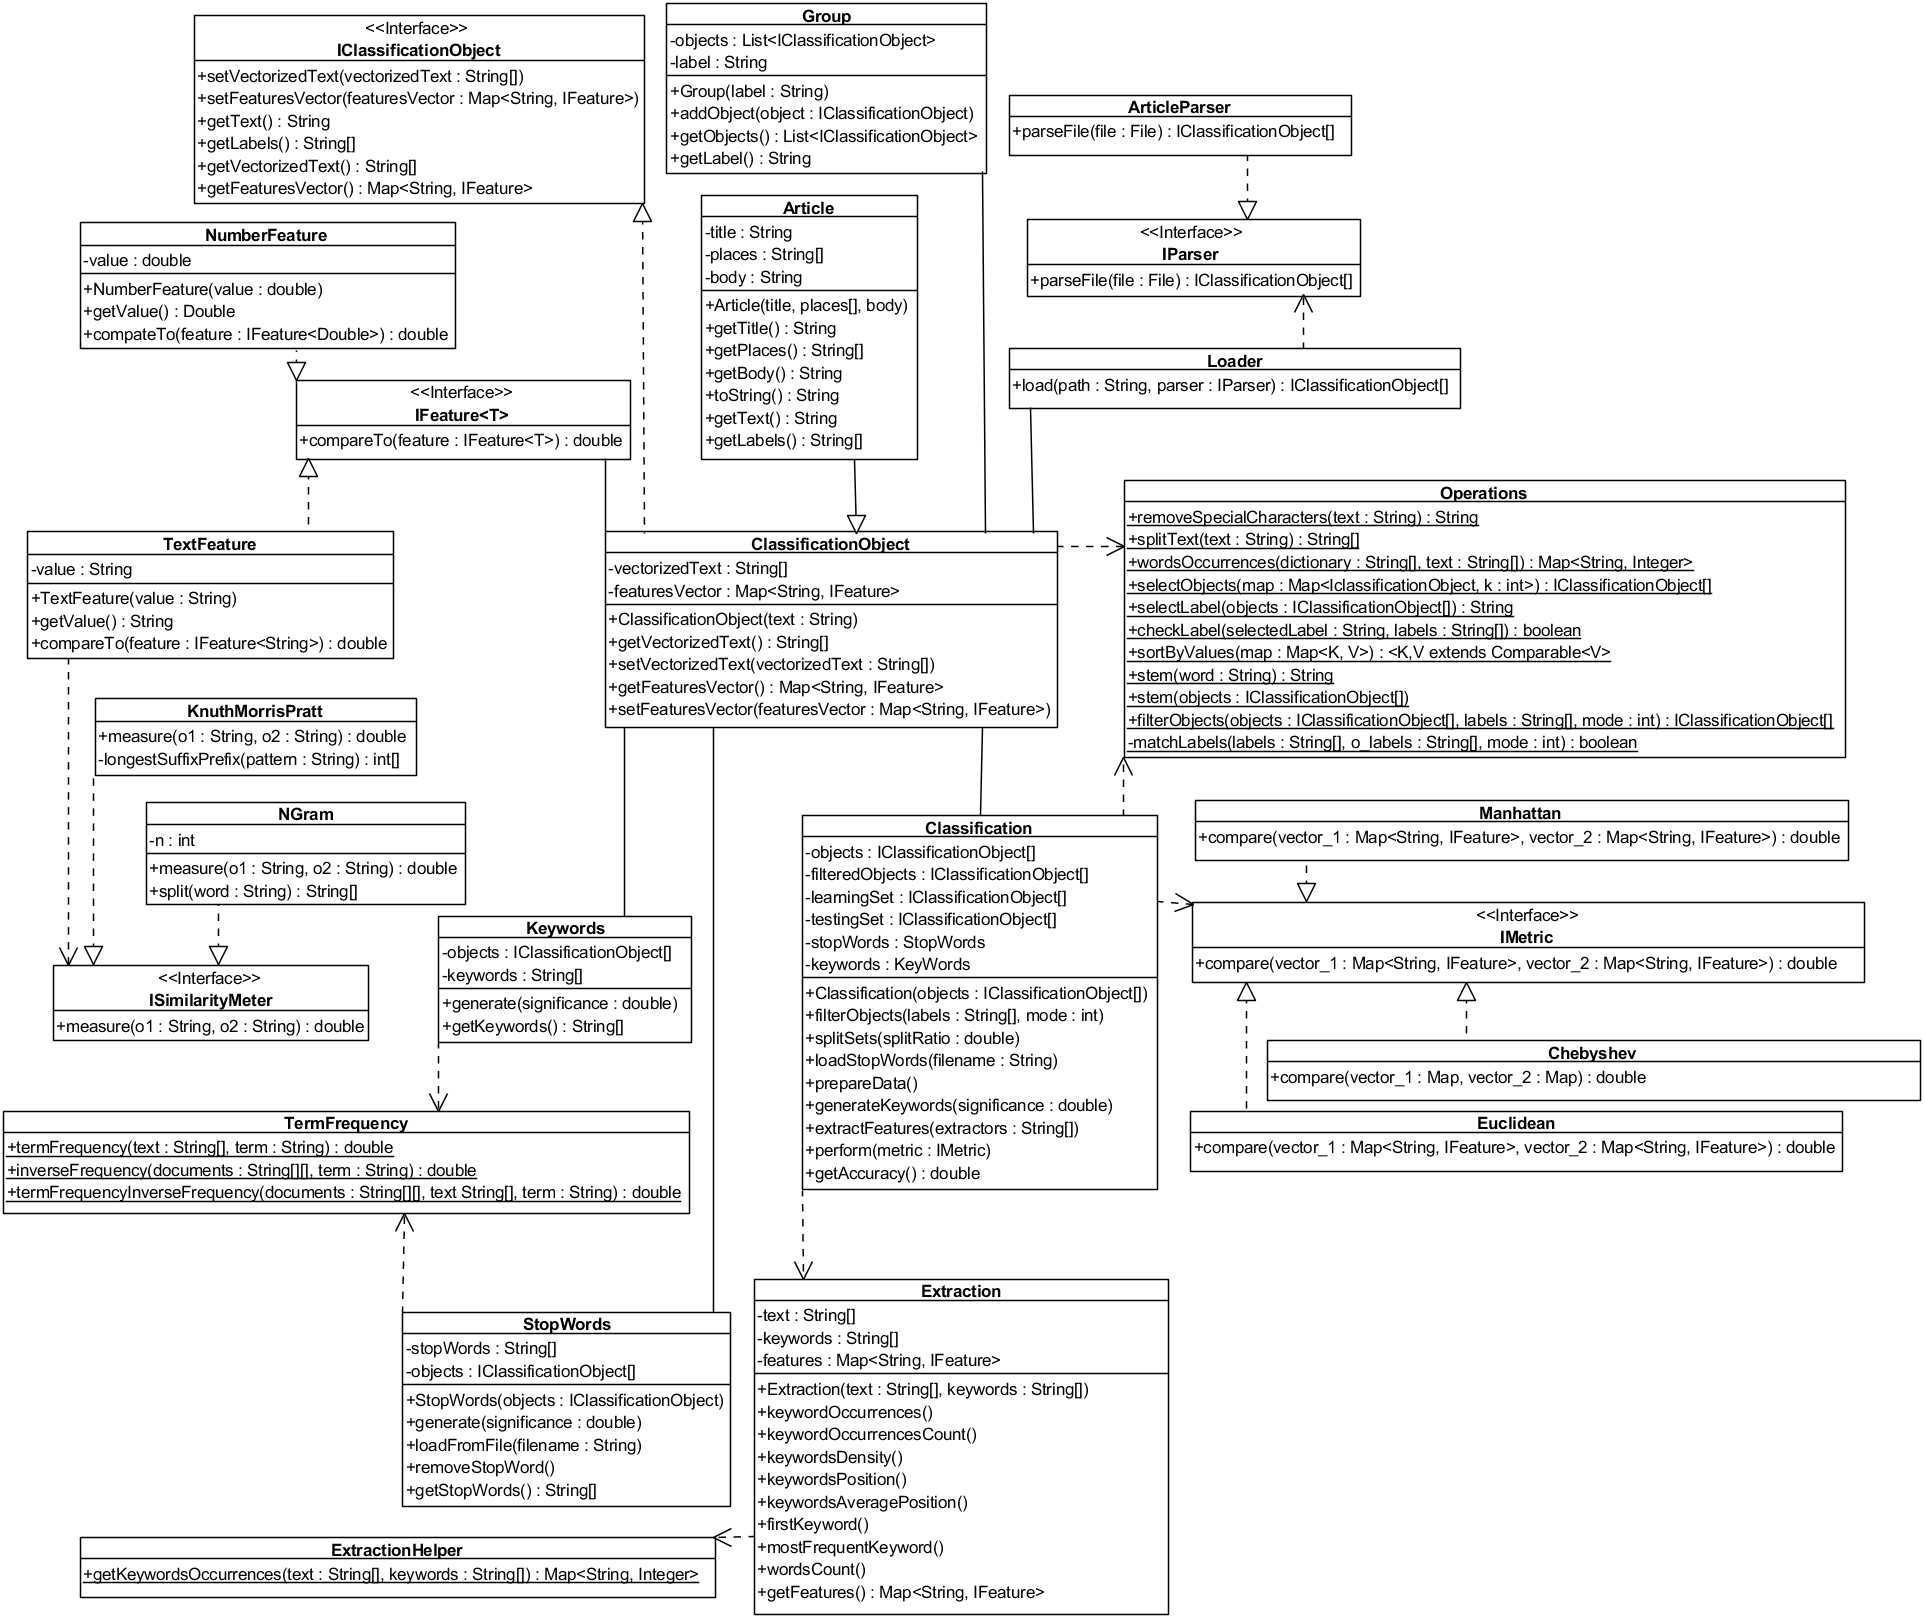 <<Interface>>
IClassificationObject
+setVectorizedText(vectorizedText : String[])
+setFeaturesVector(featuresVector : Map<String, IFeature>)
+getText() : String
+getLabels() : String[]
+getVectorizedText() : String[]
+getFeaturesVector() : Map<String, IFeature>
Group
-objects : List<IClassificationObject>
-label : String
+Group(label : String)
+addObject(object : IClassificationObject)
+getObjects() : List<IClassificationObject>
+getLabel() : String
ArticleParser
+parseFile(file : File) : IClassificationObject[]
<<Interface>>
IParser
+parseFile(file : File) : IClassificationObject[]
Loader
+load(path : String, parser : IParser) : IClassificationObject[]
NumberFeature
-value : double
+NumberFeature(value : double)
+getValue() : Double
+compateTo(feature : IFeature<Double>) : double
Article
-title : String
-places : String[]
-body : String
+Article(title, places[], body)
+getTitle() : String
+getPlaces() : String[]
+getBody() : String
+toString() : String
+getText() : String
+getLabels() : String[]
<<Interface>>
IFeature<T>
+compareTo(feature : IFeature<T>) : double
TextFeature
-value : String
+TextFeature(value : String)
+getValue() : String
+compareTo(feature : IFeature<String>) : double
ClassificationObject
-vectorizedText : String[]
-featuresVector : Map<String, IFeature>
+ClassificationObject(text : String)
+getVectorizedText() : String[]
+setVectorizedText(vectorizedText : String[])
+getFeaturesVector() : Map<String, IFeature>
+setFeaturesVector(featuresVector : Map<String, IFeature>)
Operations
+removeSpecialCharacters(text : String) : String
+splitText(text : String) : String[]
+wordsOccurrences(dictionary : String[], text : String[]) : Map<String, Integer>
+selectObjects(map : Map<IclassificationObject, k : int>) : IClassificationObject[]
+selectLabel(objects : IClassificationObject[]) : String
+checkLabel(selectedLabel : String, labels : String[]) : boolean
+sortByValues(map : Map<K, V>) : <K,V extends Comparable<V>
+stem(word : String) : String
+stem(objects : IClassificationObject[])
+filterObjects(objects : IClassificationObject[], labels : String[], mode : int) : IClassificationObject[]
-matchLabels(labels : String[], o_labels : String[], mode : int) : boolean
KnuthMorrisPratt
+measure(o1 : String, o2 : String) : double
-longestSuffixPrefix(pattern : String) : int[]
NGram
-n : int
+measure(o1 : String, o2 : String) : double
+split(word : String) : String[]
<<Interface>>
ISimilarityMeter
+measure(o1 : String, o2 : String) : double
Keywords
-objects : IClassificationObject[]
-keywords : String[]
+generate(significance : double)
+getKeywords() : String[]
Classification
-objects : IClassificationObject[]
-filteredObjects : IClassificationObject[]
-learningSet : IClassificationObject[]
-testingSet : IClassificationObject[]
-stopWords : StopWords
-keywords : KeyWords
+Classification(objects : IClassificationObject[])
+filterObjects(labels : String[], mode : int)
+splitSets(splitRatio : double)
+loadStopWords(filename : String)
+prepareData()
+generateKeywords(significance : double)
+extractFeatures(extractors : String[])
+perform(metric : IMetric)
+getAccuracy() : double
Manhattan
+compare(vector_1 : Map<String, IFeature>, vector_2 : Map<String, IFeature>) : double
<<Interface>>
IMetric
+compare(vector_1 : Map<String, IFeature>, vector_2 : Map<String, IFeature>) : double
Chebyshev
+compare(vector_1 : Map, vector_2 : Map) : double
Euclidean
+compare(vector_1 : Map<String, IFeature>, vector_2 : Map<String, IFeature>) : double
TermFrequency
+termFrequency(text : String[], term : String) : double
+inverseFrequency(documents : String[][], term : String) : double
+termFrequencyInverseFrequency(documents : String[][], text String[], term : String) : double
StopWords
-stopWords : String[]
-objects : IClassificationObject[]
+StopWords(objects : IClassificationObject)
+generate(significance : double)
+loadFromFile(filename : String)
+removeStopWord()
+getStopWords() : String[]
Extraction
-text : String[]
-keywords : String[]
-features : Map<String, IFeature>
+Extraction(text : String[], keywords : String[])
+keywordOccurrences()
+keywordOccurrencesCount()
+keywordsDensity()
+keywordsPosition()
+keywordsAveragePosition()
+firstKeyword()
+mostFrequentKeyword()
+wordsCount()
+getFeatures() : Map<String, IFeature>
ExtractionHelper
+getKeywordsOccurrences(text : String[], keywords : String[]) : Map<String, Integer>